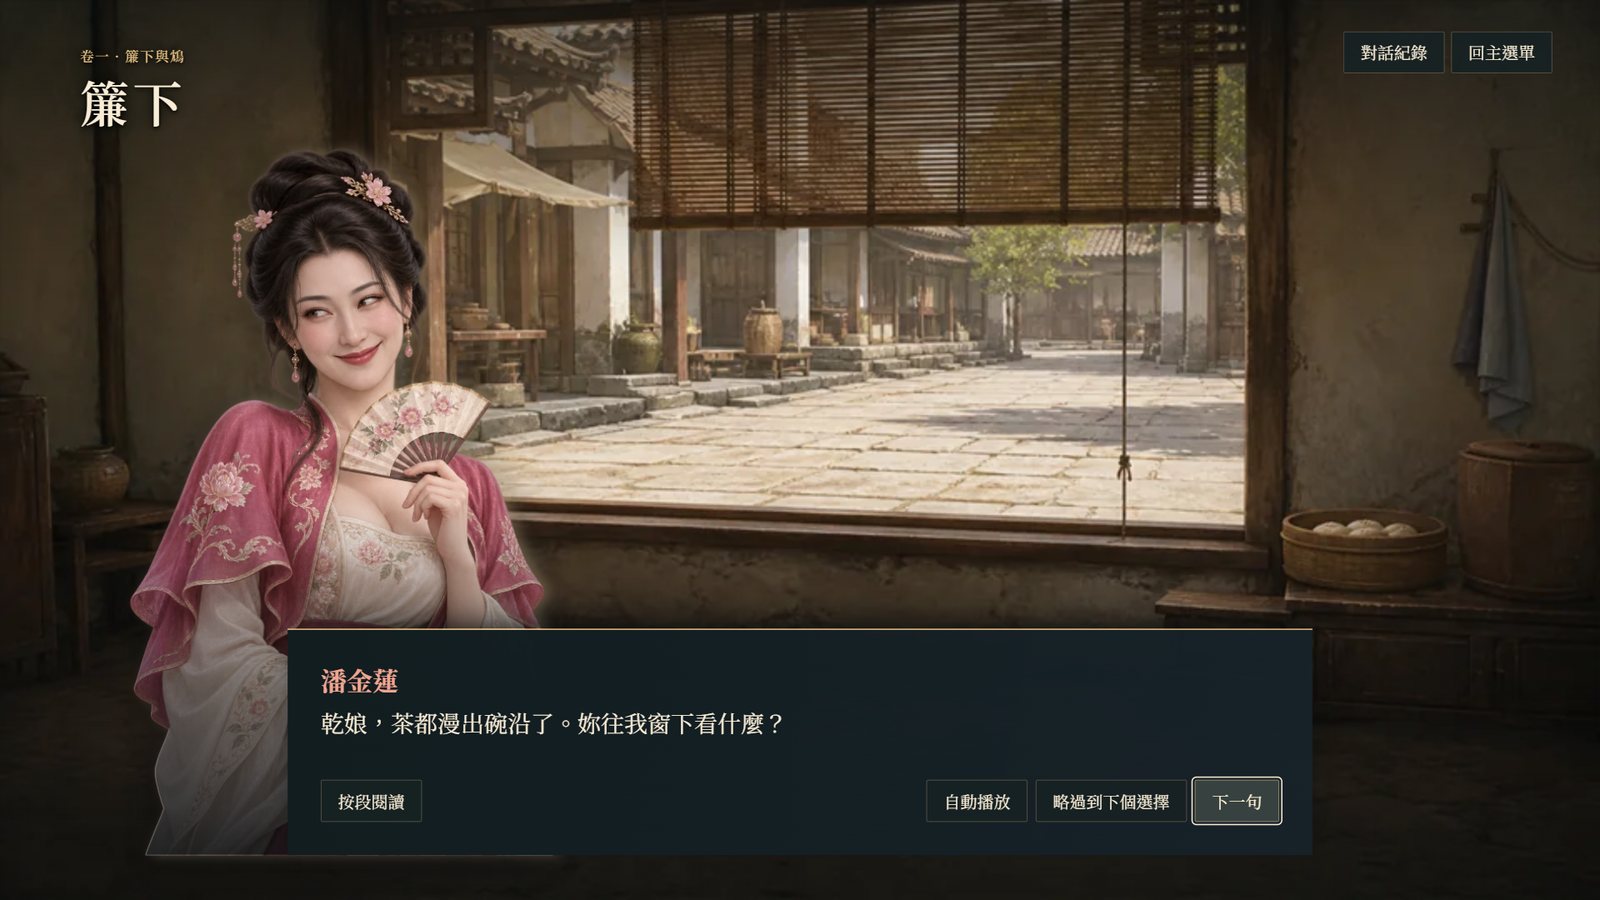 卷一·簾下與鴆
簾下
對話紀錄
回主選單
潘金蓮
乾娘，茶都漫出碗沿了。妳往我窗下看什麼？
按段閱讀
自動播放
略過到下個選擇
下一句